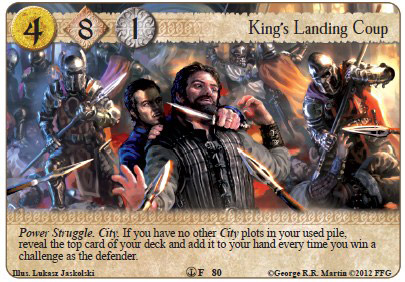 4 8 1 King's Landing Coup
Power Struggle. City. If you have no other City plots in your used pile,
reveal the top card of your deck and add it to your hand every time you win a
challenge as the defender.
Illus. Lukasz Jaskolski F 80 ©George R.R. Martin ©2012 FFG